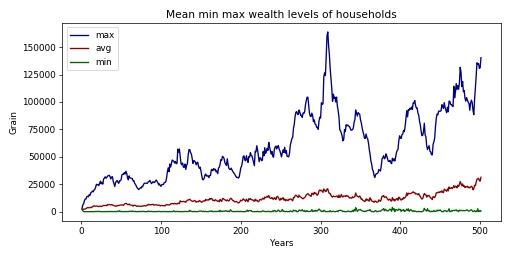 Mean min max wealth levels of households
max
avg
min
150000
125000
100000
75000
50000
25000
0
Grain
0 100 200 300 400 500
Years